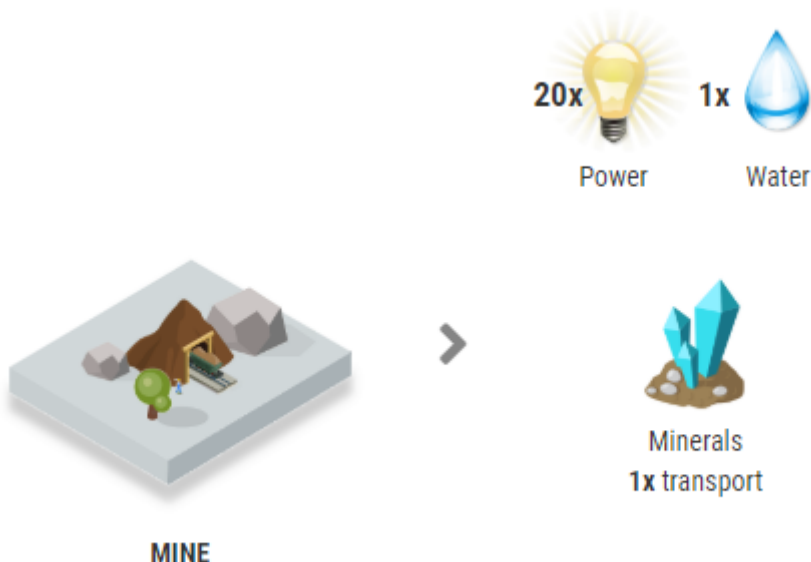 20x
1x
Power
Water
Minerals
1x transport
MINE